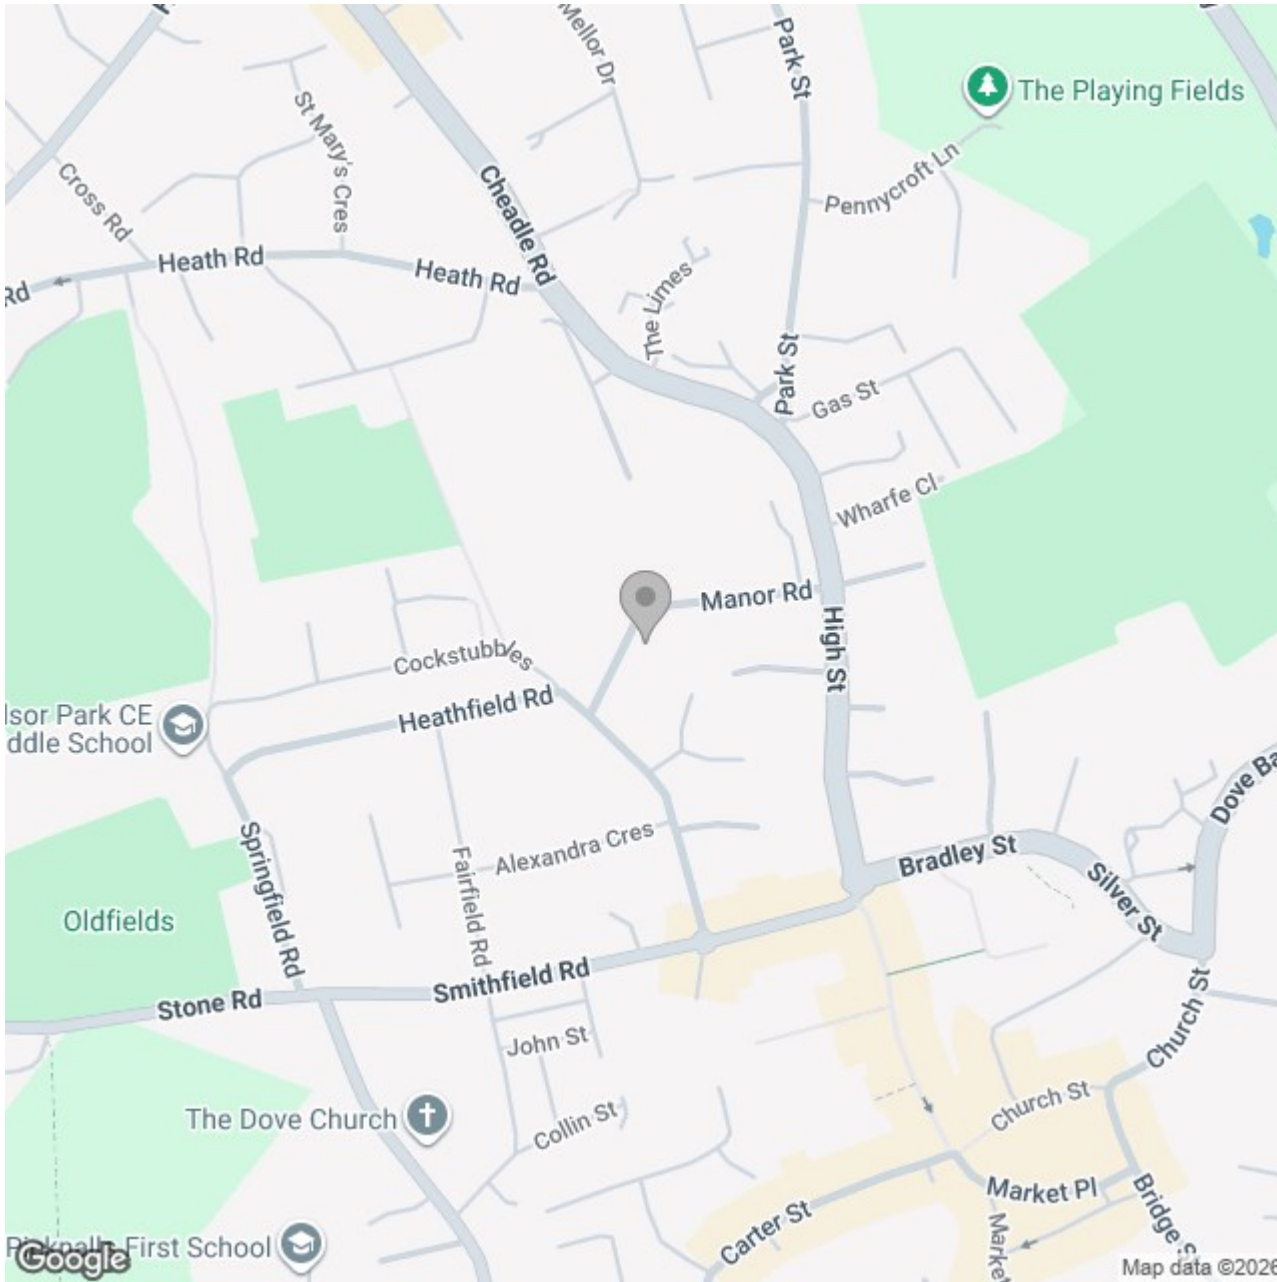 Mellor Dr
Park St
The Playing Fields
St Mary's Cres
Pennycroft Ln
Cross Rd
Cheadle Rd
Heath Rd
Heath Rd
Rd
The Limes
Park St
Gas St
Wharfe Cl
Manor Rd
High St
Cockstubbles
Heathfield Rd
lsor Park CE
ddle School
Dove Ba
Springfield Rd
Alexandra Cres
Fairfield Rd
Bradley St
Silver St
Oldfields
Smithfield Rd
Stone Rd
Church St
John St
The Dove Church
Collin St
Church St
Market Pl
Bridge S
Carter St
Marke
First School
Google
Map data ©2026